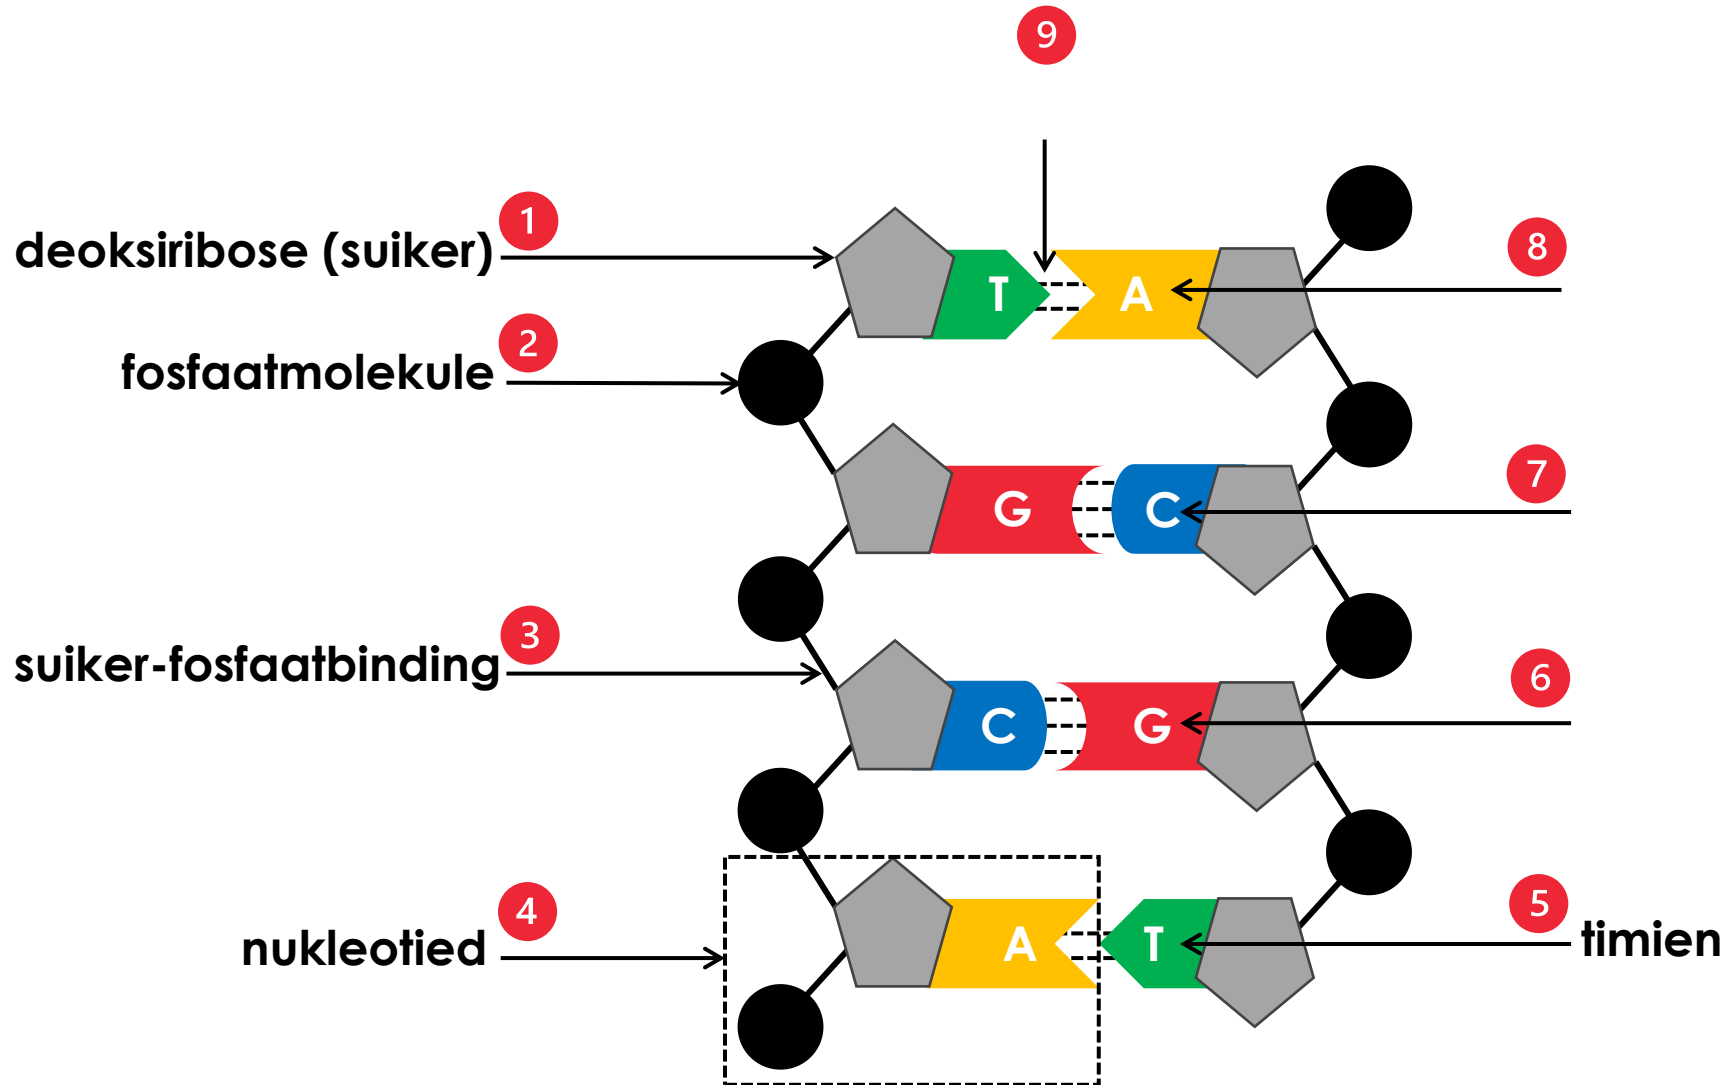 9
1
deoksiribose (suiker)
8
T A
2
fosfaatmolekule
7
G C
3
suiker-fosfaatbinding
6
C G
4
nukleotied
5
timien
A T